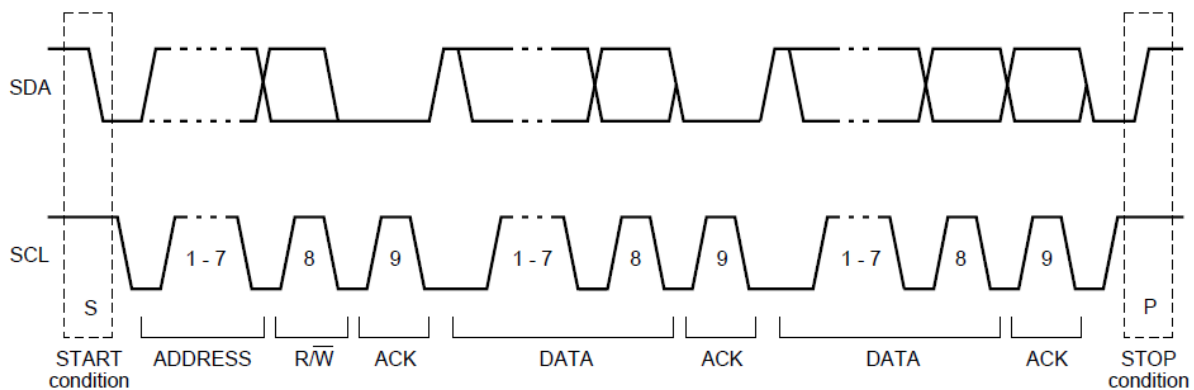 SDA
SCL
1 - 7
8
9
1 - 7
8
9
1 - 7
8
9
S
P
START
condition
ADDRESS
R/W̅
ACK
DATA
ACK
DATA
ACK
STOP
condition